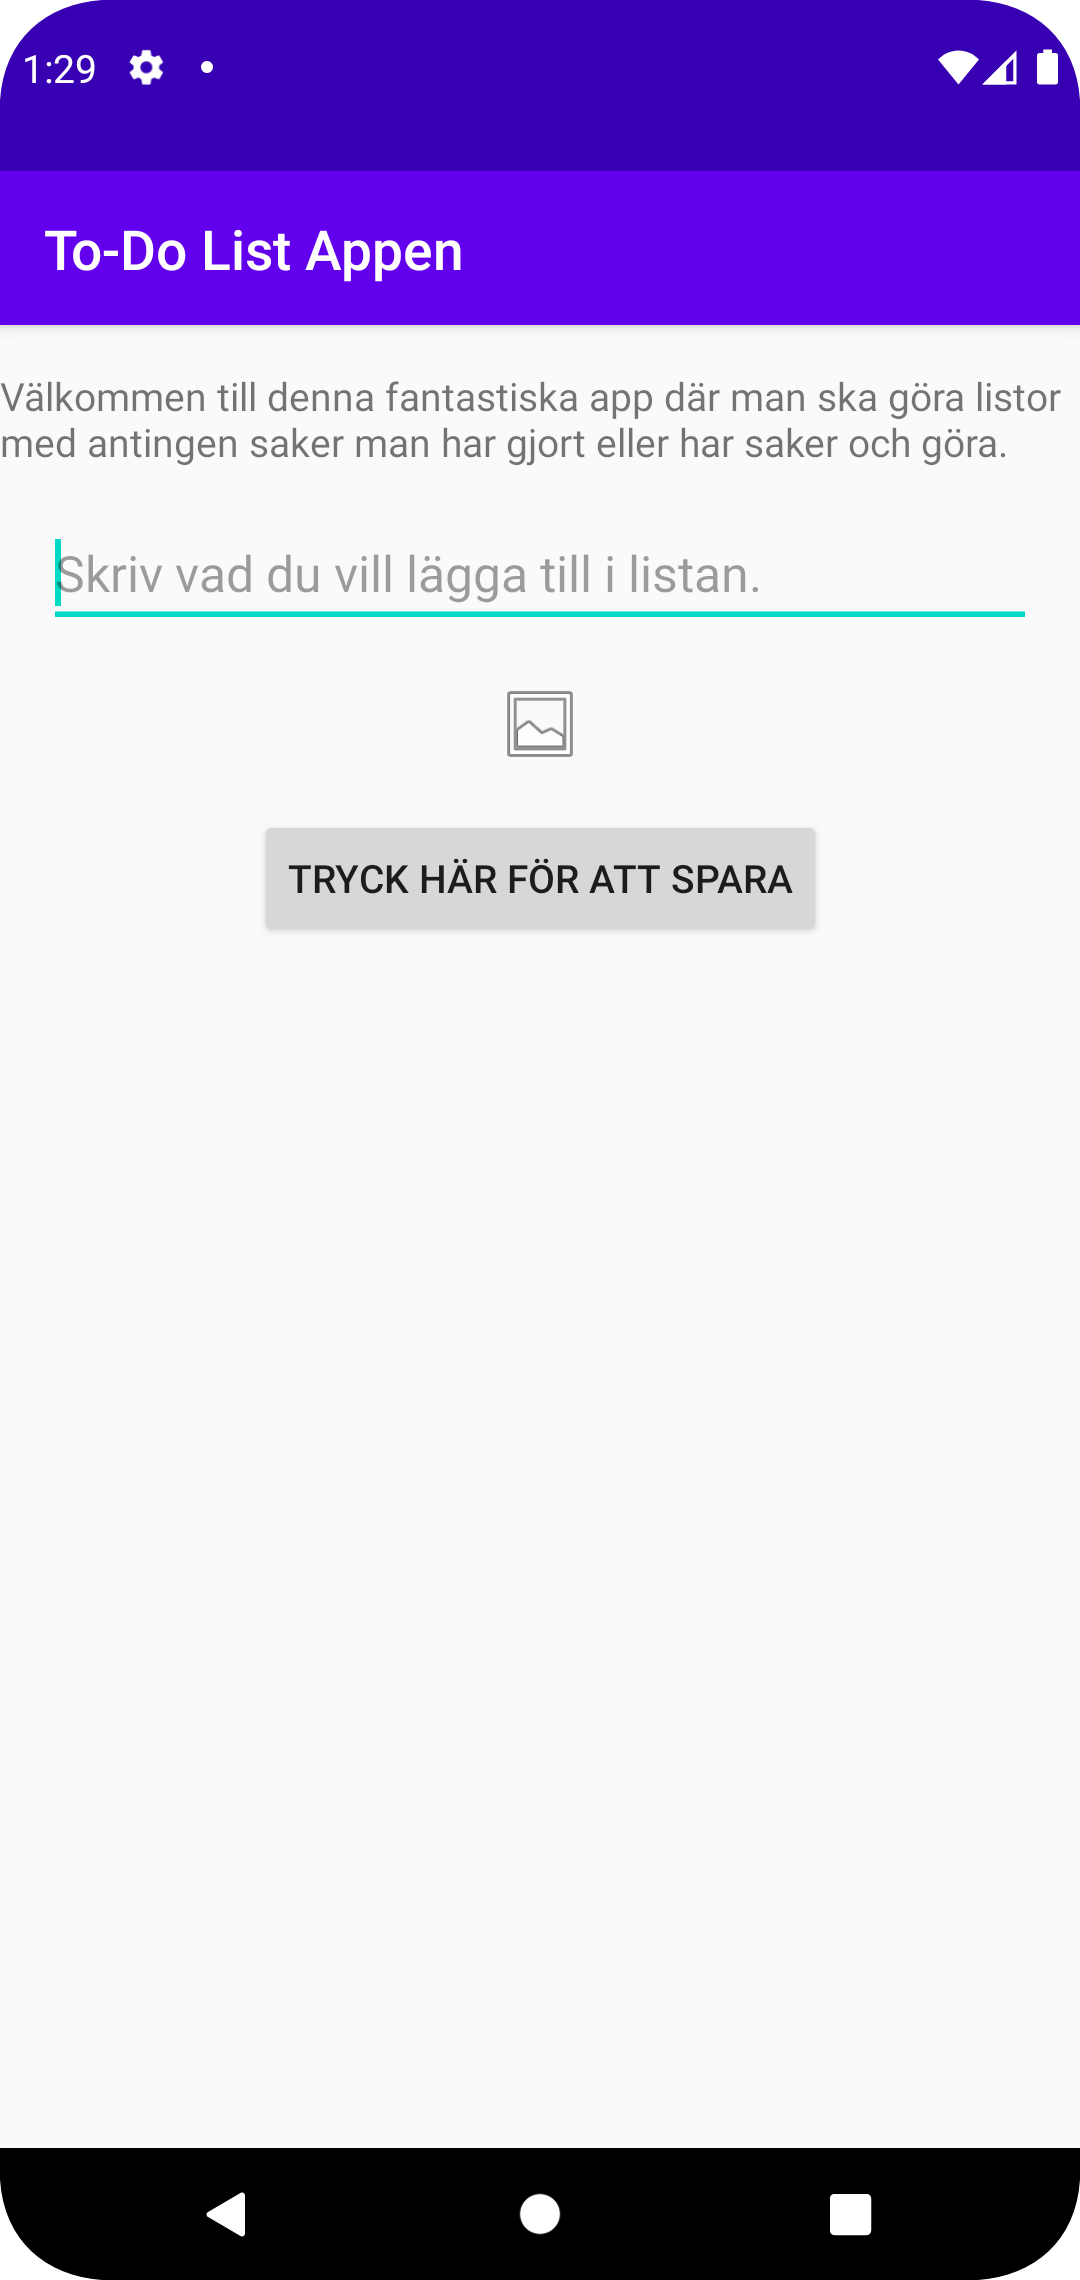 1:29
To-Do List Appen
Välkommen till denna fantastiska app där man ska göra listor
med antingen saker man har gjort eller har saker och göra.
Skriv vad du vill lägga till i listan.
TRYCK HÄR FÖR ATT SPARA